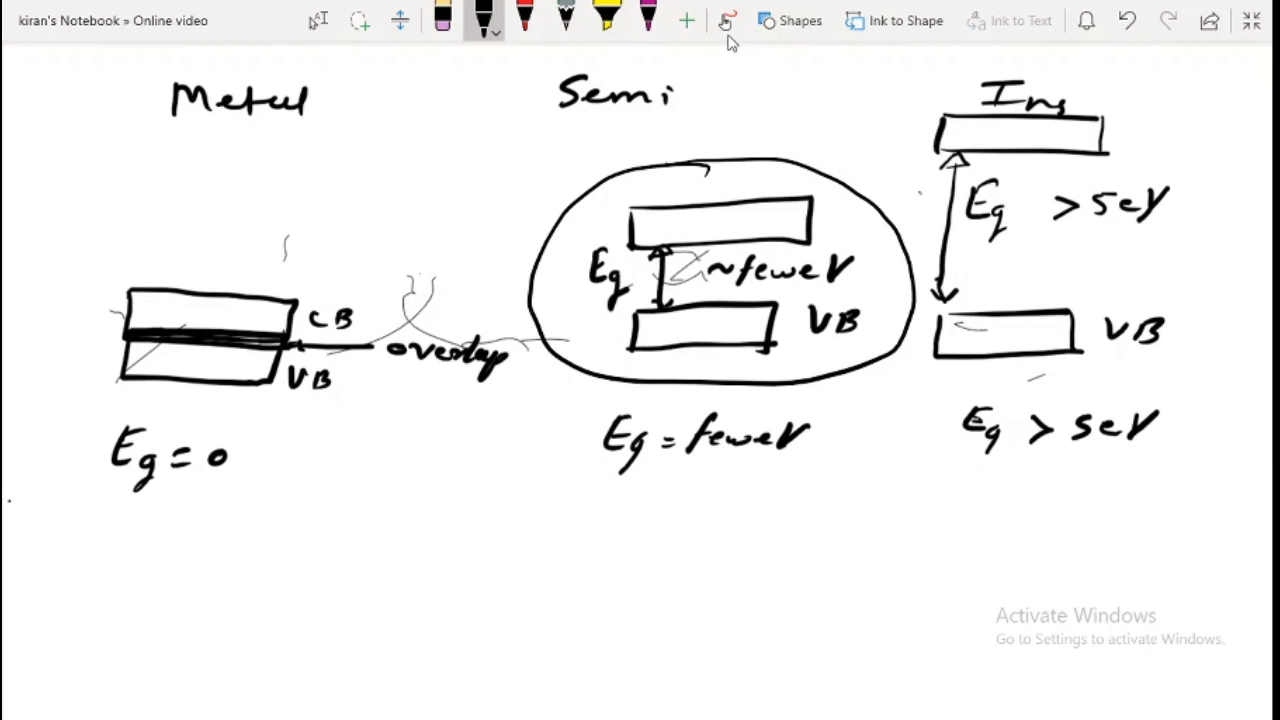 kiran's Notebook » Online video
Shapes
Ink to Shape
Ink to Text
Metal
Semi
Ins
Eg > 5eV
Eg ~feweV
CB
VB
overlap
VB
VB
Eg = 0
Eg = feweV
Eg > 5eV
Activate Windows
Go to Settings to activate Windows.